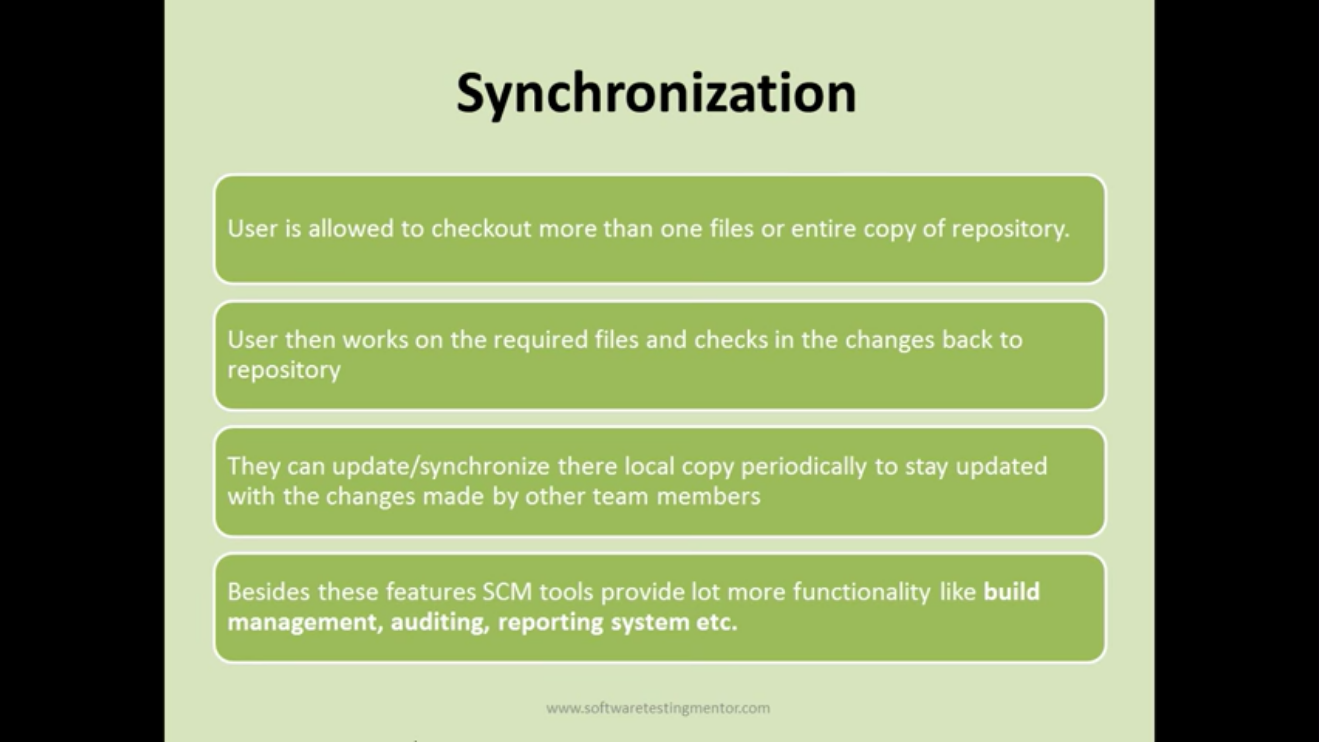 Synchronization
User is allowed to checkout more than one files or entire copy of repository.
User then works on the required files and checks in the changes back to
repository
They can update/synchronize there local copy periodically to stay updated
with the changes made by other team members
Besides these features SCM tools provide lot more functionality like build
management, auditing, reporting system etc.
www.softwaretestingmentor.com